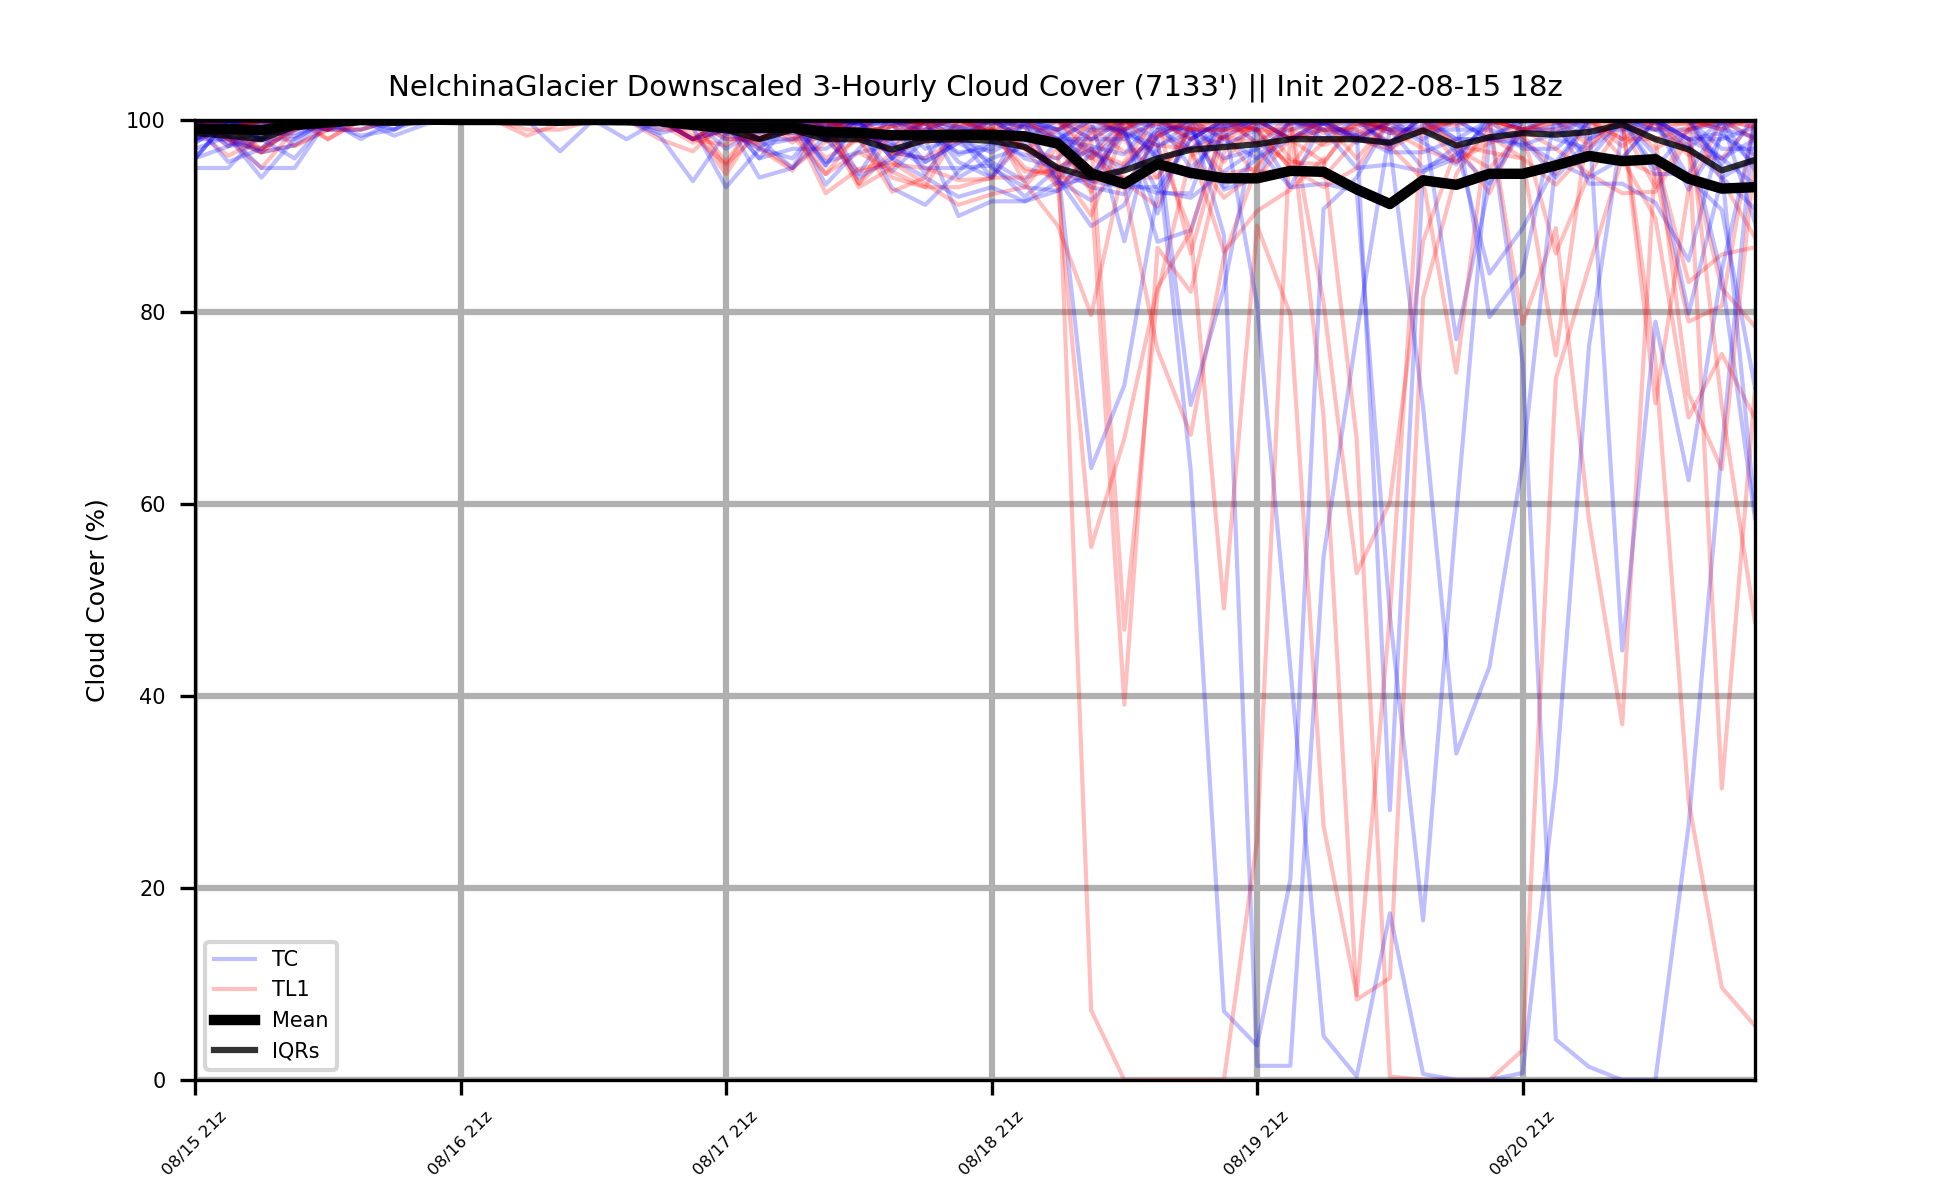 NelchinaGlacier Downscaled 3-Hourly Cloud Cover (7133') || Init 2022-08-15 18z
100
80
60
40
20
0
Cloud Cover (%)
TC
TL1
Mean
IQRs
08/15 21z
08/16 21z
08/17 21z
08/18 21z
08/19 21z
08/20 21z